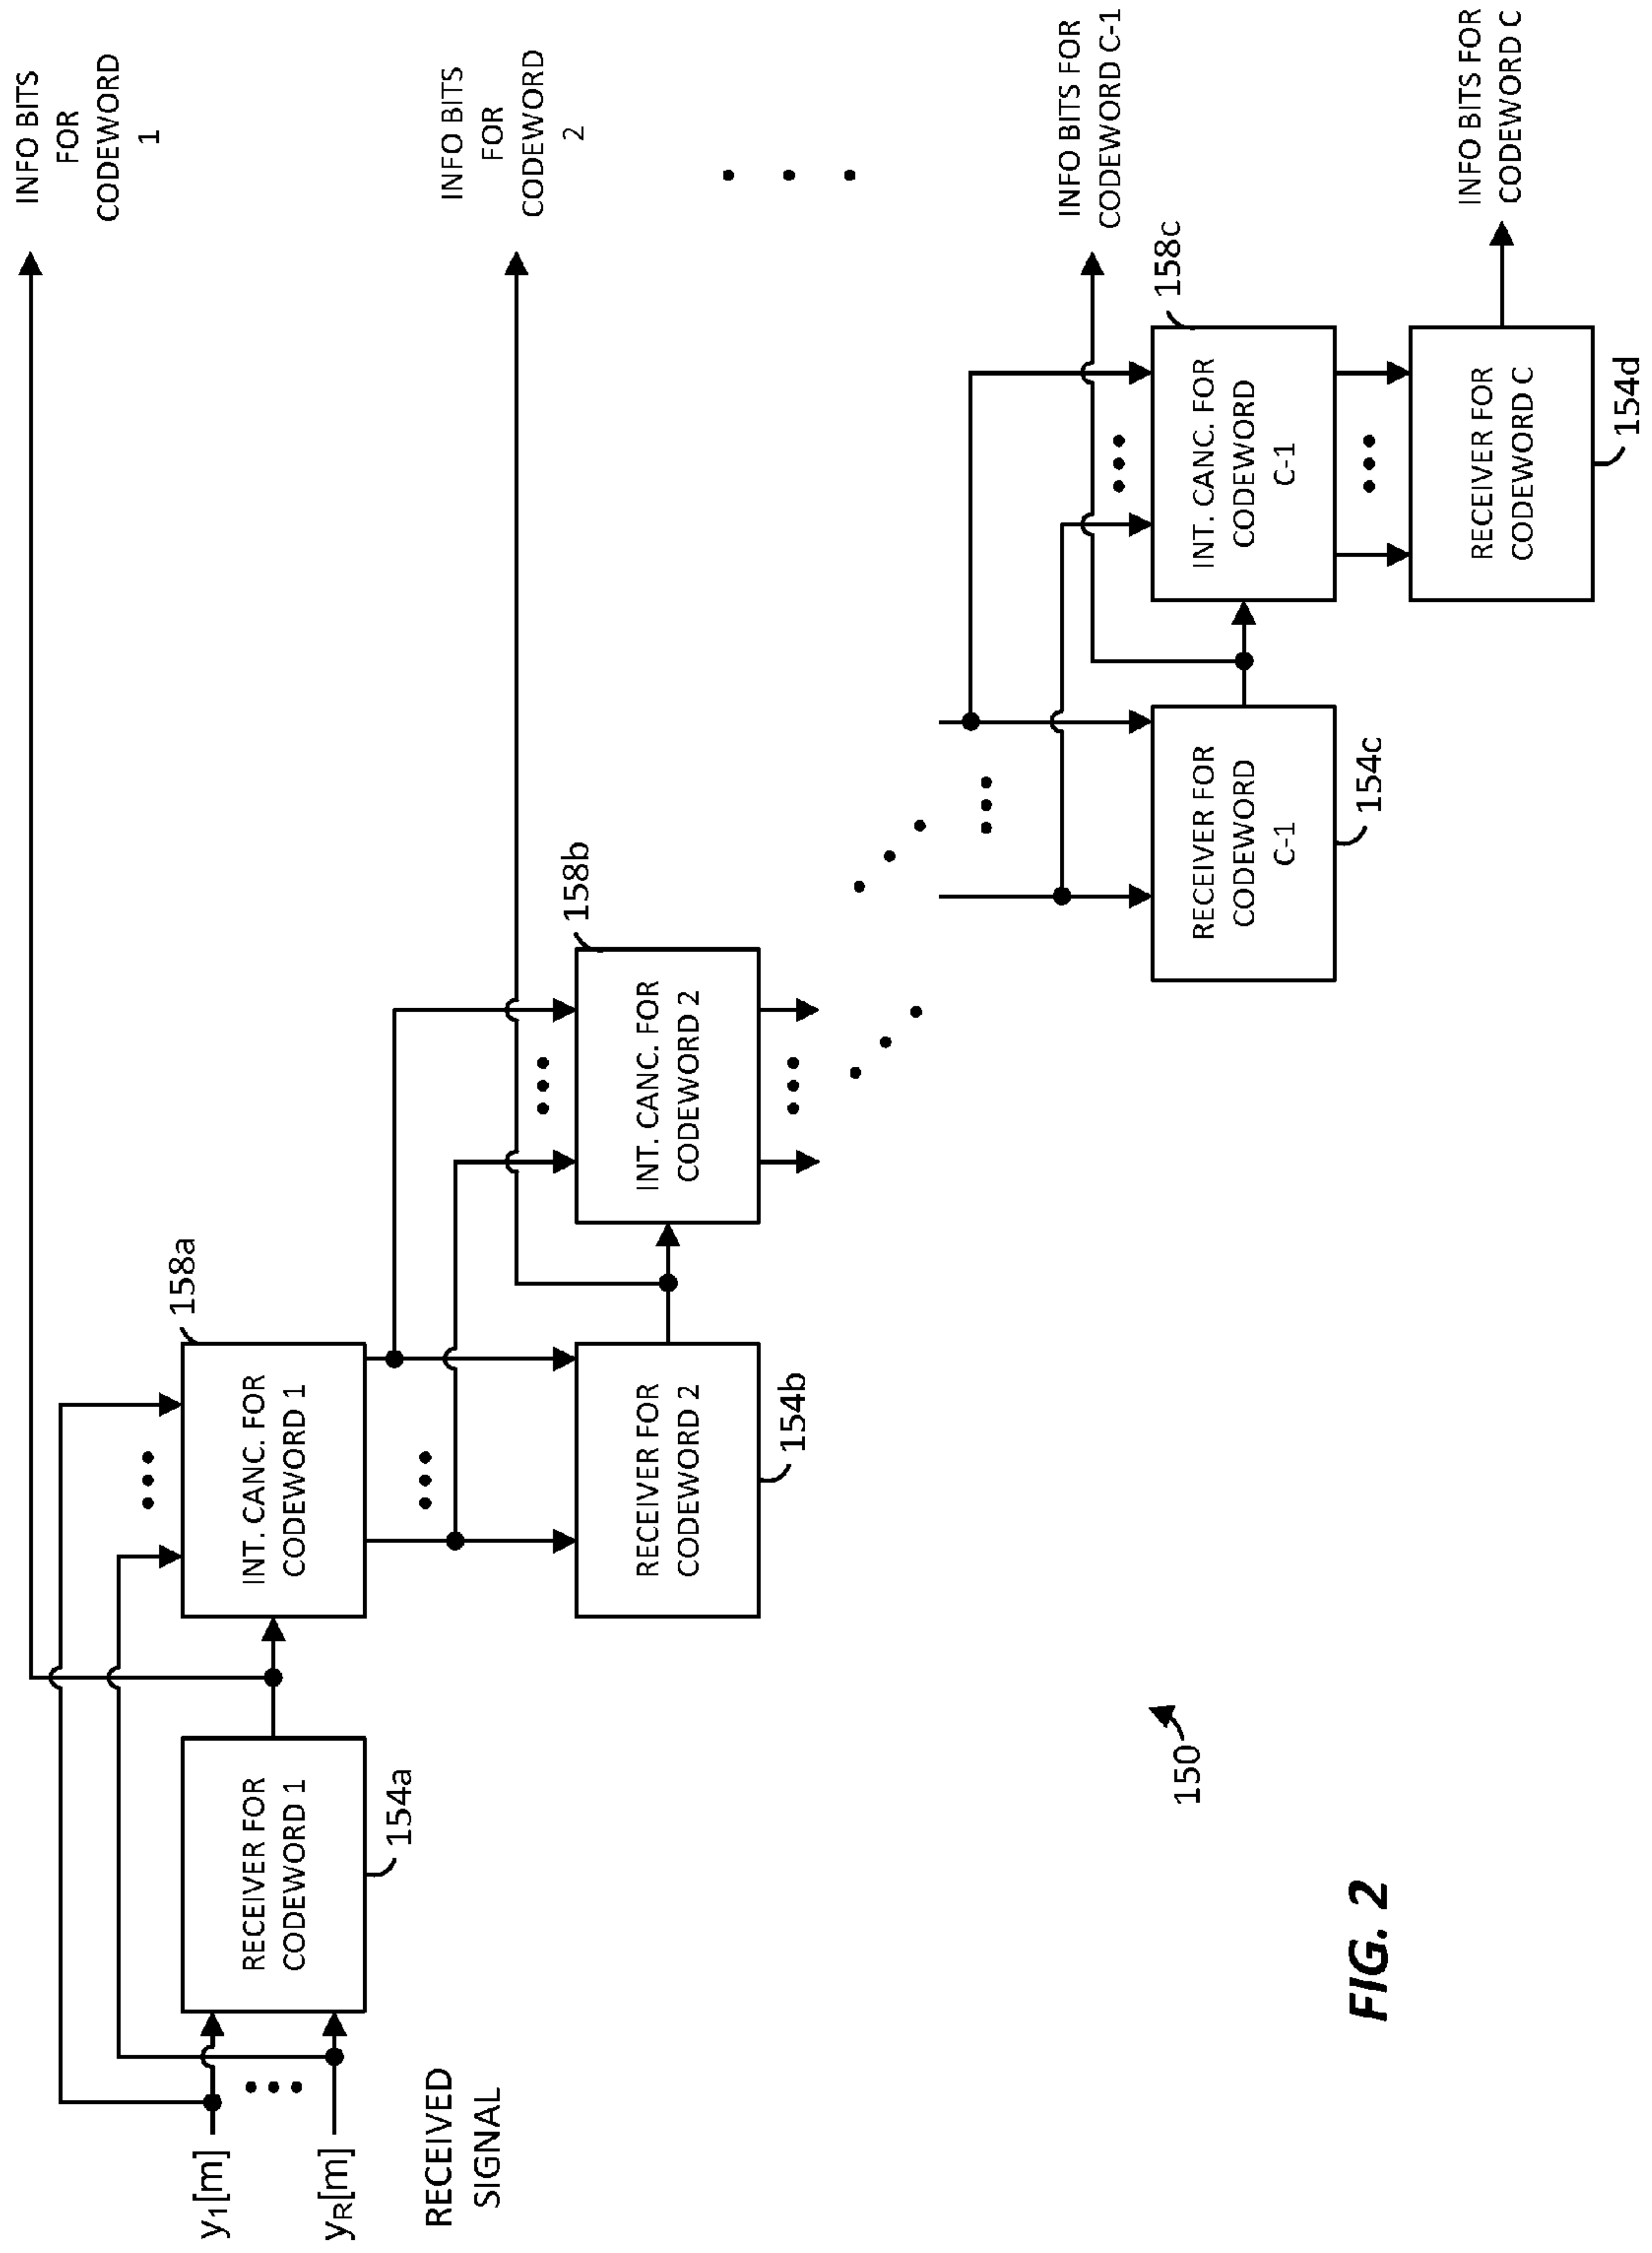 INFO BITS
FOR
CODEWORD
1
INFO BITS
FOR
CODEWORD
2
INFO BITS FOR
CODEWORD C-1
INFO BITS FOR
CODEWORD C
y1[m]
yR[m]
RECEIVED
SIGNAL
RECEIVER FOR
CODEWORD 1
154a
INT. CANC. FOR
CODEWORD 1
158a
RECEIVER FOR
CODEWORD 2
154b
INT. CANC. FOR
CODEWORD 2
158b
RECEIVER FOR
CODEWORD
C-1
154c
INT. CANC. FOR
CODEWORD
C-1
158c
RECEIVER FOR
CODEWORD C
154d
150
FIG. 2